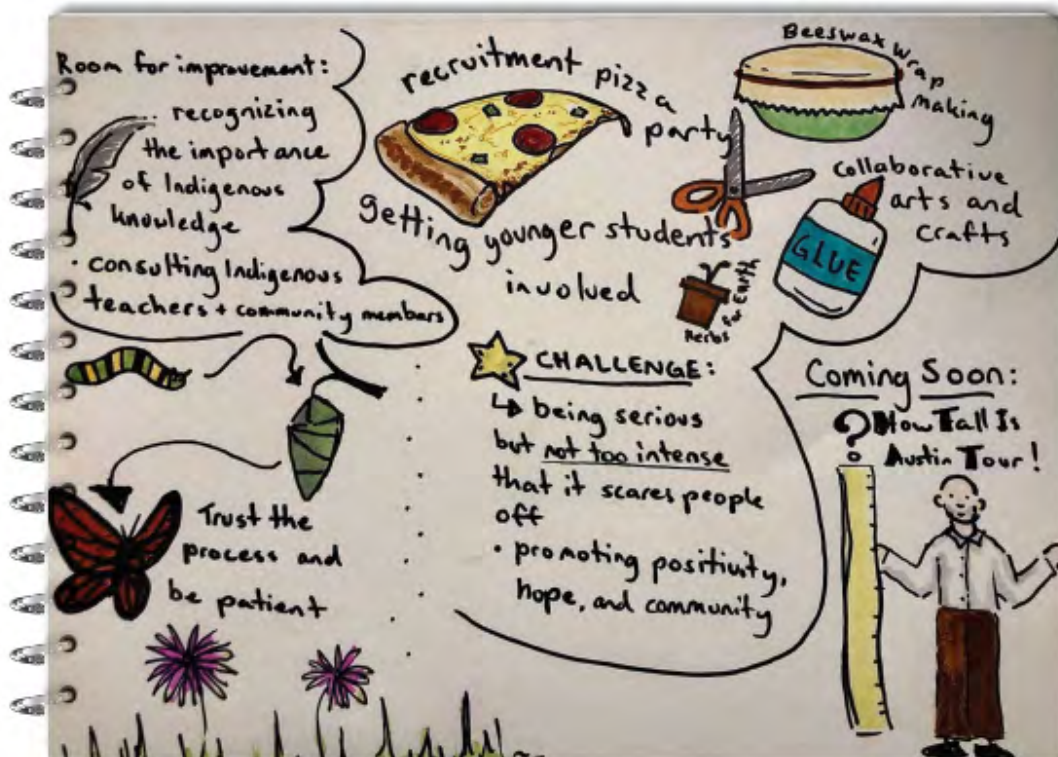 Room for improvement:
recognizing
the importance
of Indigenous
knowledge
• consulting Indigenous
teachers + community members
recruitment pizza
party
getting younger students
involved
Beeswax wrap
making
collaborative
arts and
crafts
GLUE
Herbs for Earth
CHALLENGE:
↳ being serious
but not too intense
that it scares people
off
• promoting positivity,
hope, and community
Trust the
process and
be patient
Coming Soon:
? How Tall Is
Austin Tour!